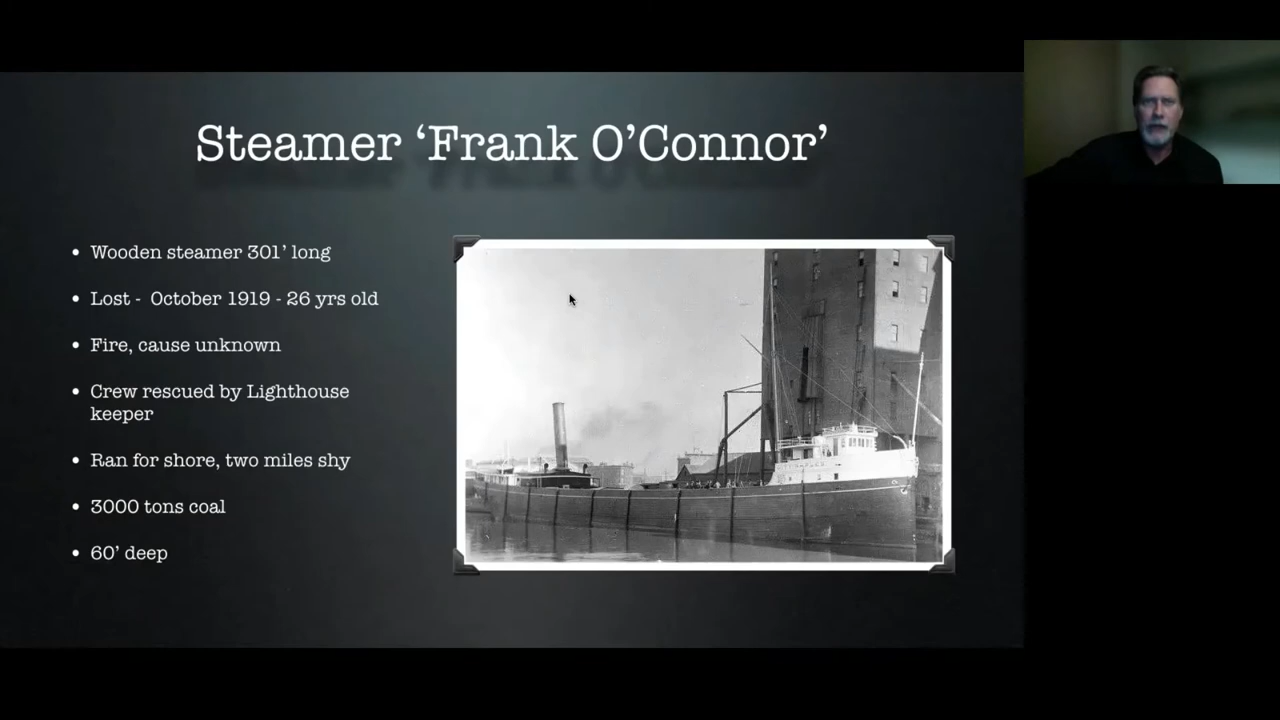 Steamer ‘Frank O’Connor’
• Wooden steamer 301’ long
• Lost - October 1919 - 26 yrs old
• Fire, cause unknown
• Crew rescued by Lighthouse
keeper
• Ran for shore, two miles shy
• 3000 tons coal
• 60’ deep